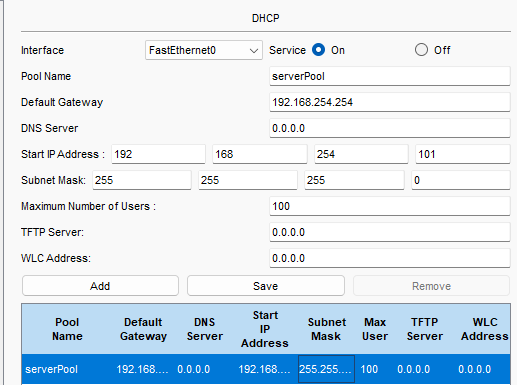 DHCP
Interface FastEthernet0 Service On Off
Pool Name serverPool
Default Gateway 192.168.254.254
DNS Server 0.0.0.0
Start IP Address : 192 168 254 101
Subnet Mask: 255 255 255 0
Maximum Number of Users : 100
TFTP Server: 0.0.0.0
WLC Address: 0.0.0.0
Add Save Remove
Pool Name Default Gateway DNS Server Start IP Address Subnet Mask Max User TFTP Server WLC Address
serverPool 192.168.... 0.0.0.0 192.168.... 255.255.... 100 0.0.0.0 0.0.0.0